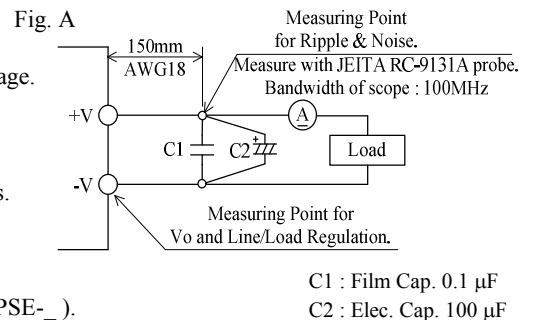 Fig. A
Measuring Point
for Ripple & Noise.
150mm
AWG18
Measure with JEITA RC-9131A probe.
Bandwidth of scope : 100MHz
age.
+V
A
C1
C2
+
Load
-V
s.
Measuring Point for
Vo and Line/Load Regulation.
C1 : Film Cap. 0.1 μF
PSE-_ ).
C2 : Elec. Cap. 100 μF